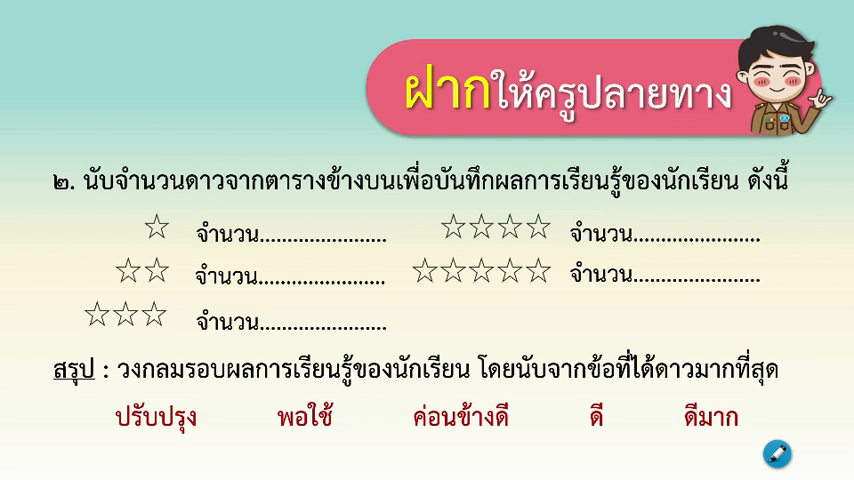 ฝากให้ครูปลายทาง
๒. นับจำนวนดาวจากตารางข้างบนเพื่อบันทึกผลการเรียนรู้ของนักเรียน ดังนี้
☆ จำนวน....................... ☆☆☆☆ จำนวน.......................
☆☆ จำนวน....................... ☆☆☆☆☆ จำนวน.......................
☆☆☆ จำนวน.......................
สรุป : วงกลมรอบผลการเรียนรู้ของนักเรียน โดยนับจากข้อที่ได้ดาวมากที่สุด
ปรับปรุง พอใช้ ค่อนข้างดี ดี ดีมาก